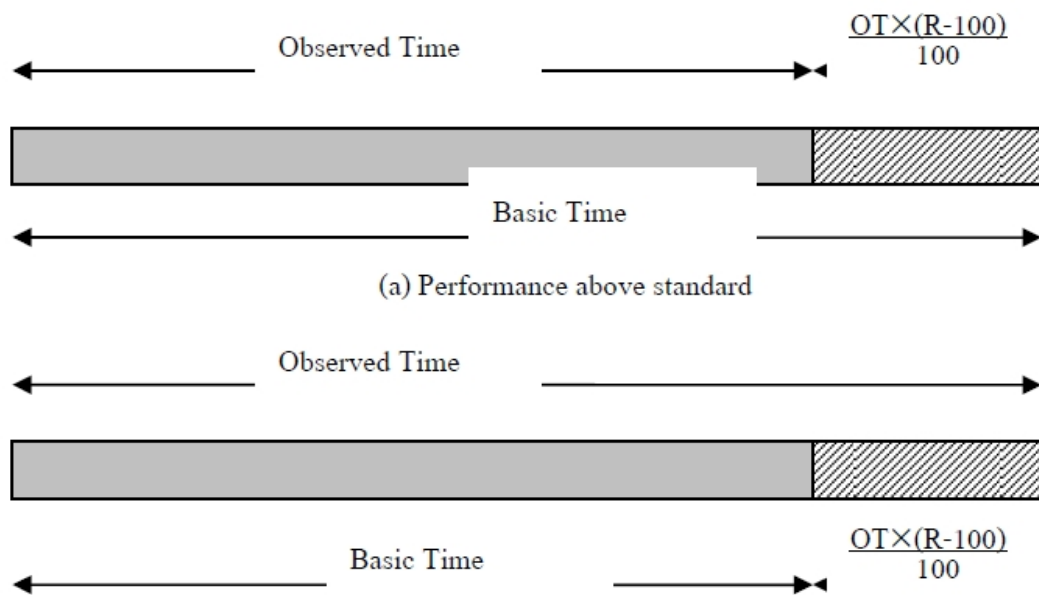 Observed Time
OT×(R-100)
100
Basic Time
(a) Performance above standard
Observed Time
Basic Time
OT×(R-100)
100